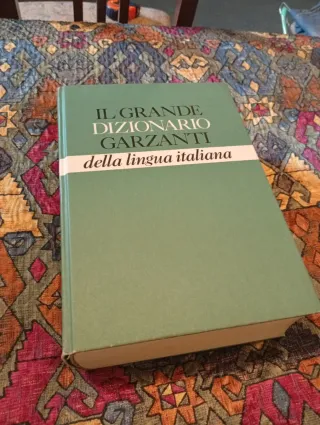 IL GRANDE
DIZIONARIO
GARZANTI
della lingua italiana